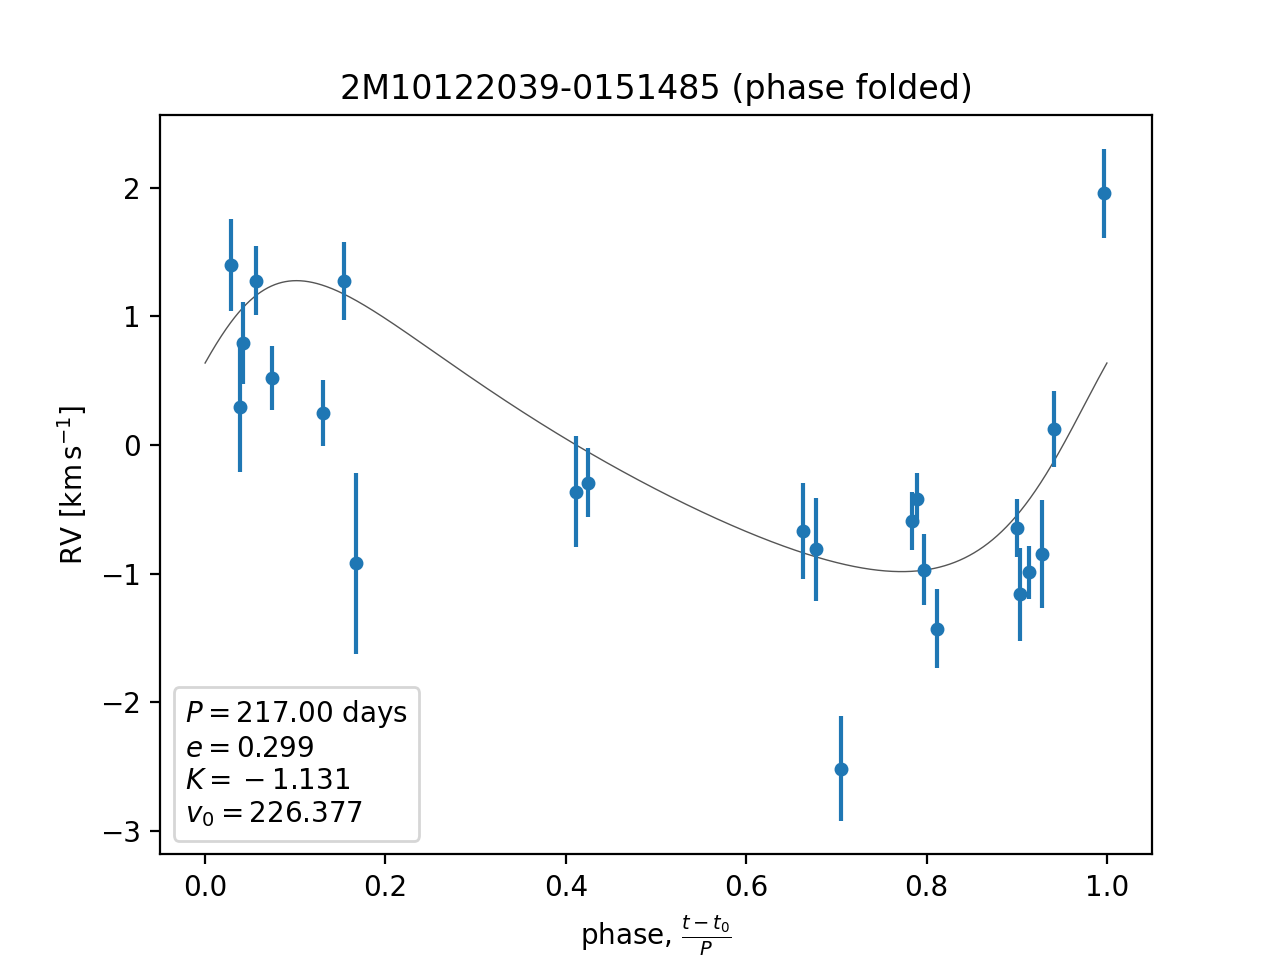 2M10122039-0151485 (phase folded)
RV [km s⁻¹]
2
1
0
−1
−2
−3
P = 217.00 days
e = 0.299
K = −1.131
v₀ = 226.377
0.0 0.2 0.4 0.6 0.8 1.0
phase, (t − t₀)/P